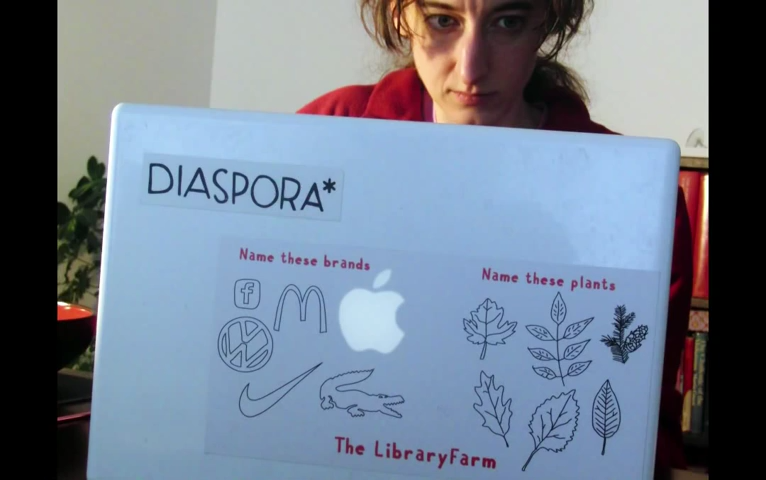 DIASPORA*
Name these brands
Name these plants
f
The LibraryFarm